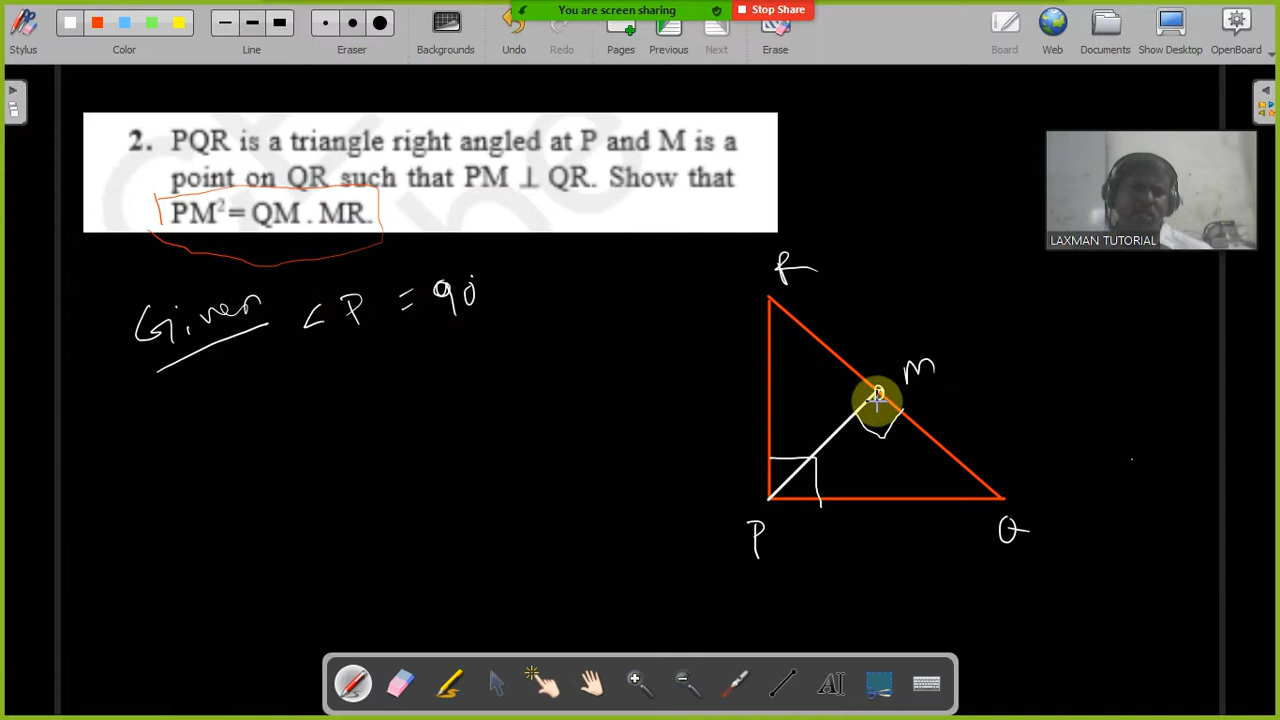 You are screen sharing
Stop Share
Stylus
Color
Line
Eraser
Backgrounds
Undo
Redo
Pages
Previous
Next
Erase
Board
Web
Documents
Show Desktop
OpenBoard
2. PQR is a triangle right angled at P and M is a
point on QR such that PM ⊥ QR. Show that
PM² = QM . MR.
LAXMAN TUTORIAL
Given ∠P = 90°
R
M
P
Q